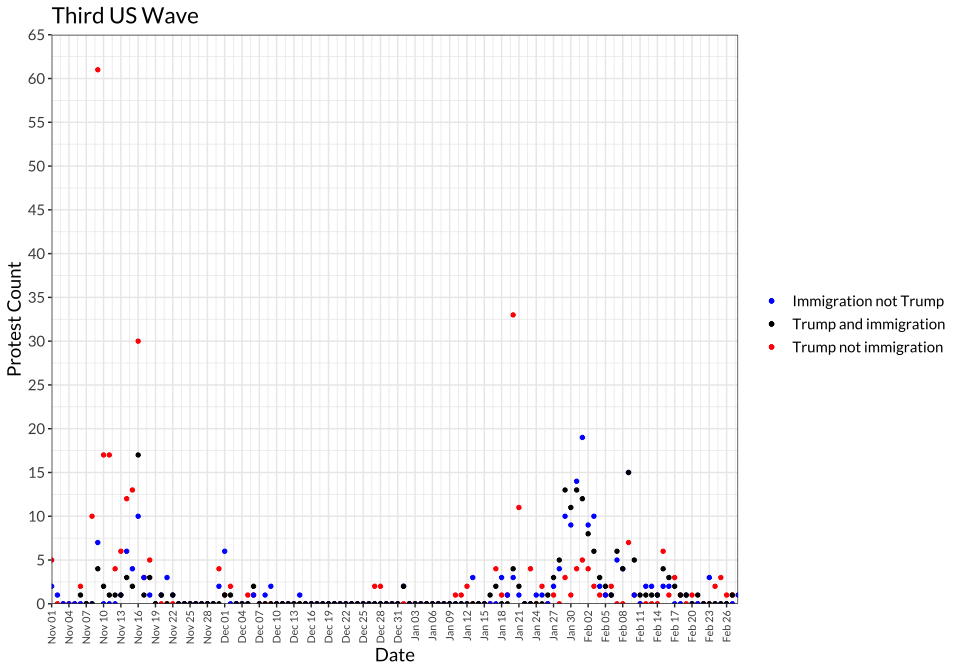 Third US Wave
Protest Count
65
60
55
50
45
40
35
30
25
20
15
10
5
0
Nov 01 Nov 04 Nov 07 Nov 10 Nov 13 Nov 16 Nov 19 Nov 22 Nov 25 Nov 28 Dec 01 Dec 04 Dec 07 Dec 10 Dec 13 Dec 16 Dec 19 Dec 22 Dec 25 Dec 28 Dec 31 Jan 03 Jan 06 Jan 09 Jan 12 Jan 15 Jan 18 Jan 21 Jan 24 Jan 27 Jan 30 Feb 02 Feb 05 Feb 08 Feb 11 Feb 14 Feb 17 Feb 20 Feb 23 Feb 26
Date
Immigration not Trump
Trump and immigration
Trump not immigration